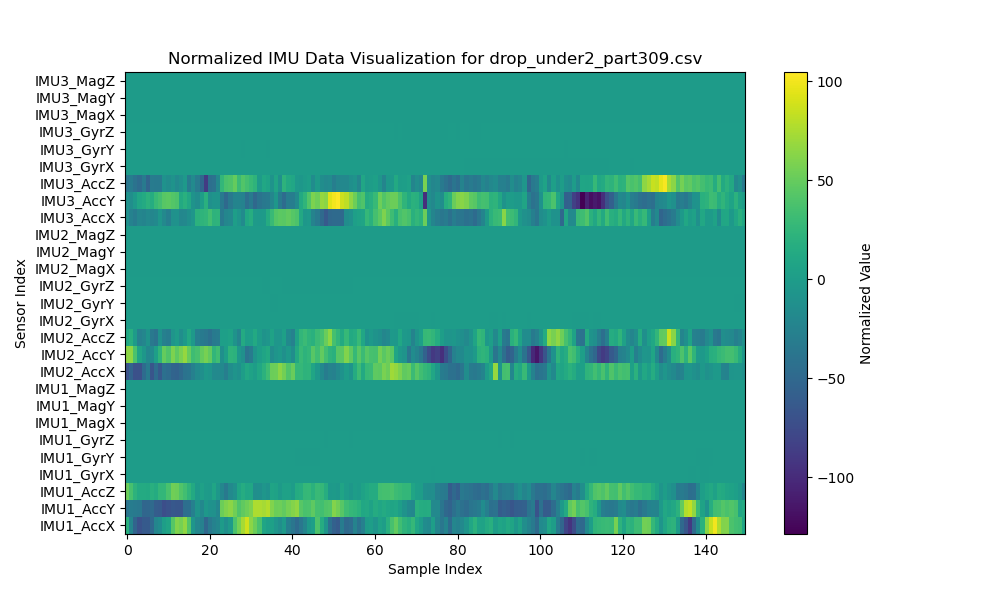 Normalized IMU Data Visualization for drop_under2_part309.csv
Sensor Index
IMU3_MagZ
IMU3_MagY
IMU3_MagX
IMU3_GyrZ
IMU3_GyrY
IMU3_GyrX
IMU3_AccZ
IMU3_AccY
IMU3_AccX
IMU2_MagZ
IMU2_MagY
IMU2_MagX
IMU2_GyrZ
IMU2_GyrY
IMU2_GyrX
IMU2_AccZ
IMU2_AccY
IMU2_AccX
IMU1_MagZ
IMU1_MagY
IMU1_MagX
IMU1_GyrZ
IMU1_GyrY
IMU1_GyrX
IMU1_AccZ
IMU1_AccY
IMU1_AccX
0 20 40 60 80 100 120 140
Sample Index
100
50
0
−50
−100
Normalized Value